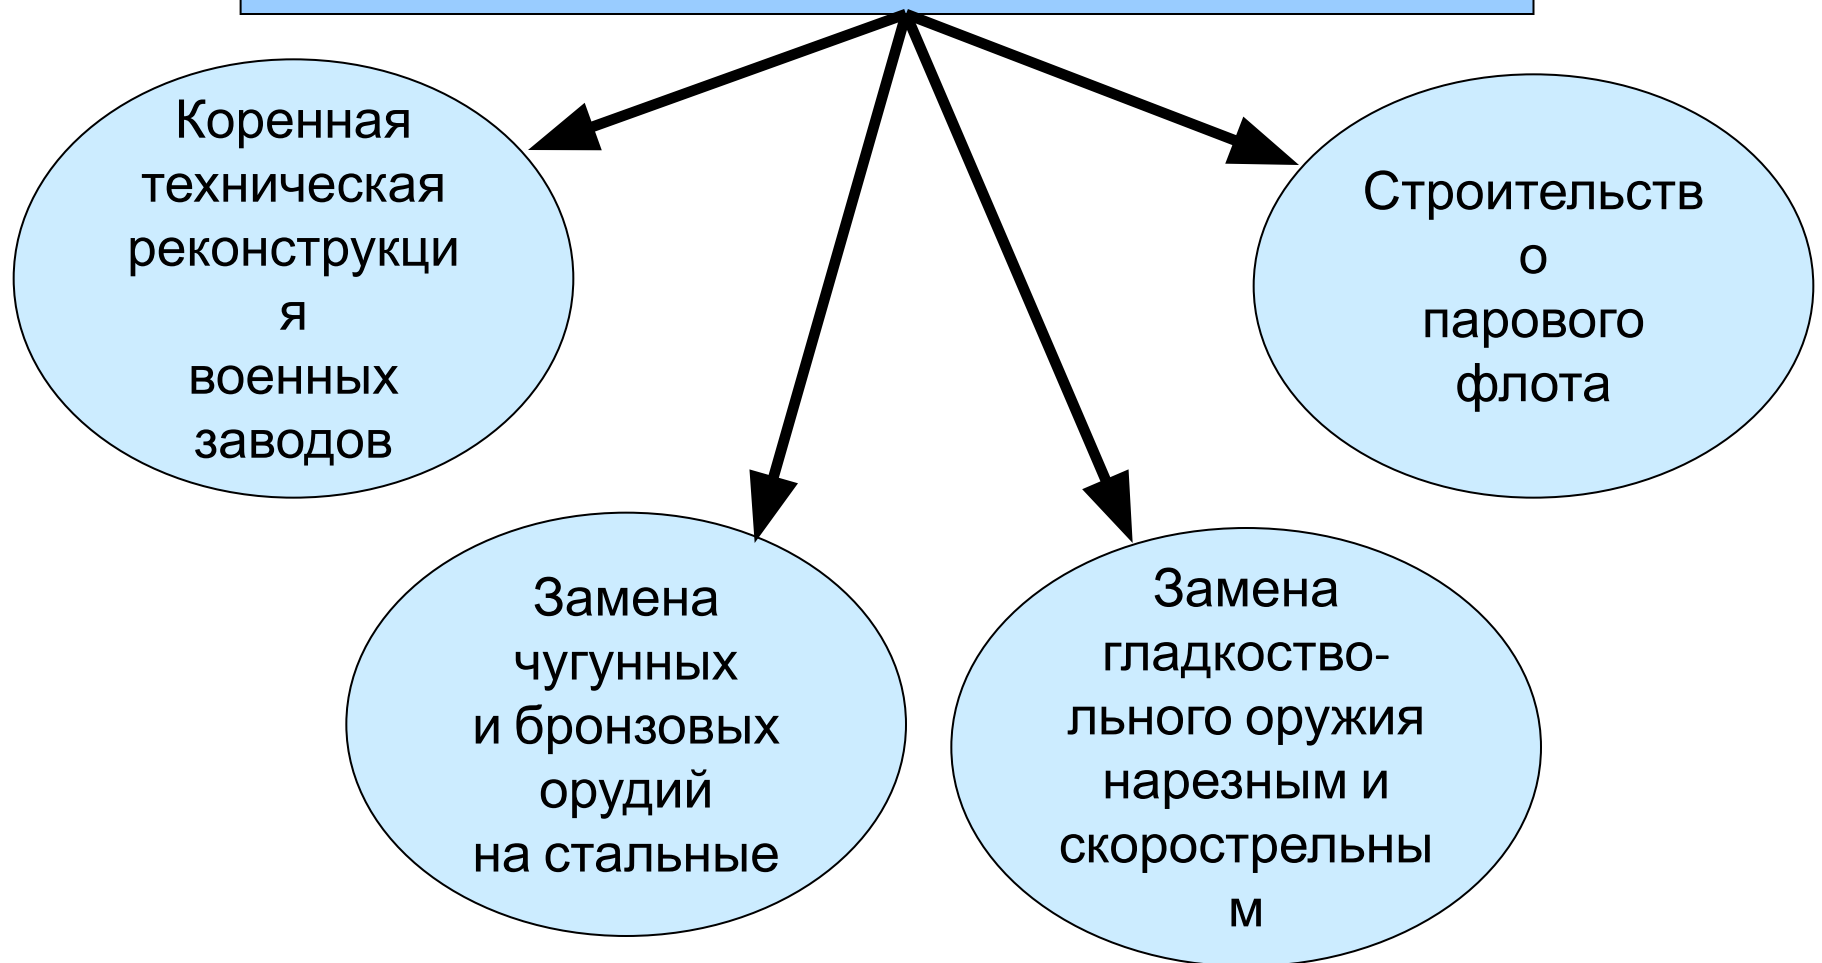 Коренная
техническая
реконструкци
я
военных
заводов
Строительств
о
парового
флота
Замена
чугунных
и бронзовых
орудий
на стальные
Замена
гладкоство-
льного оружия
нарезным и
скорострельны
м